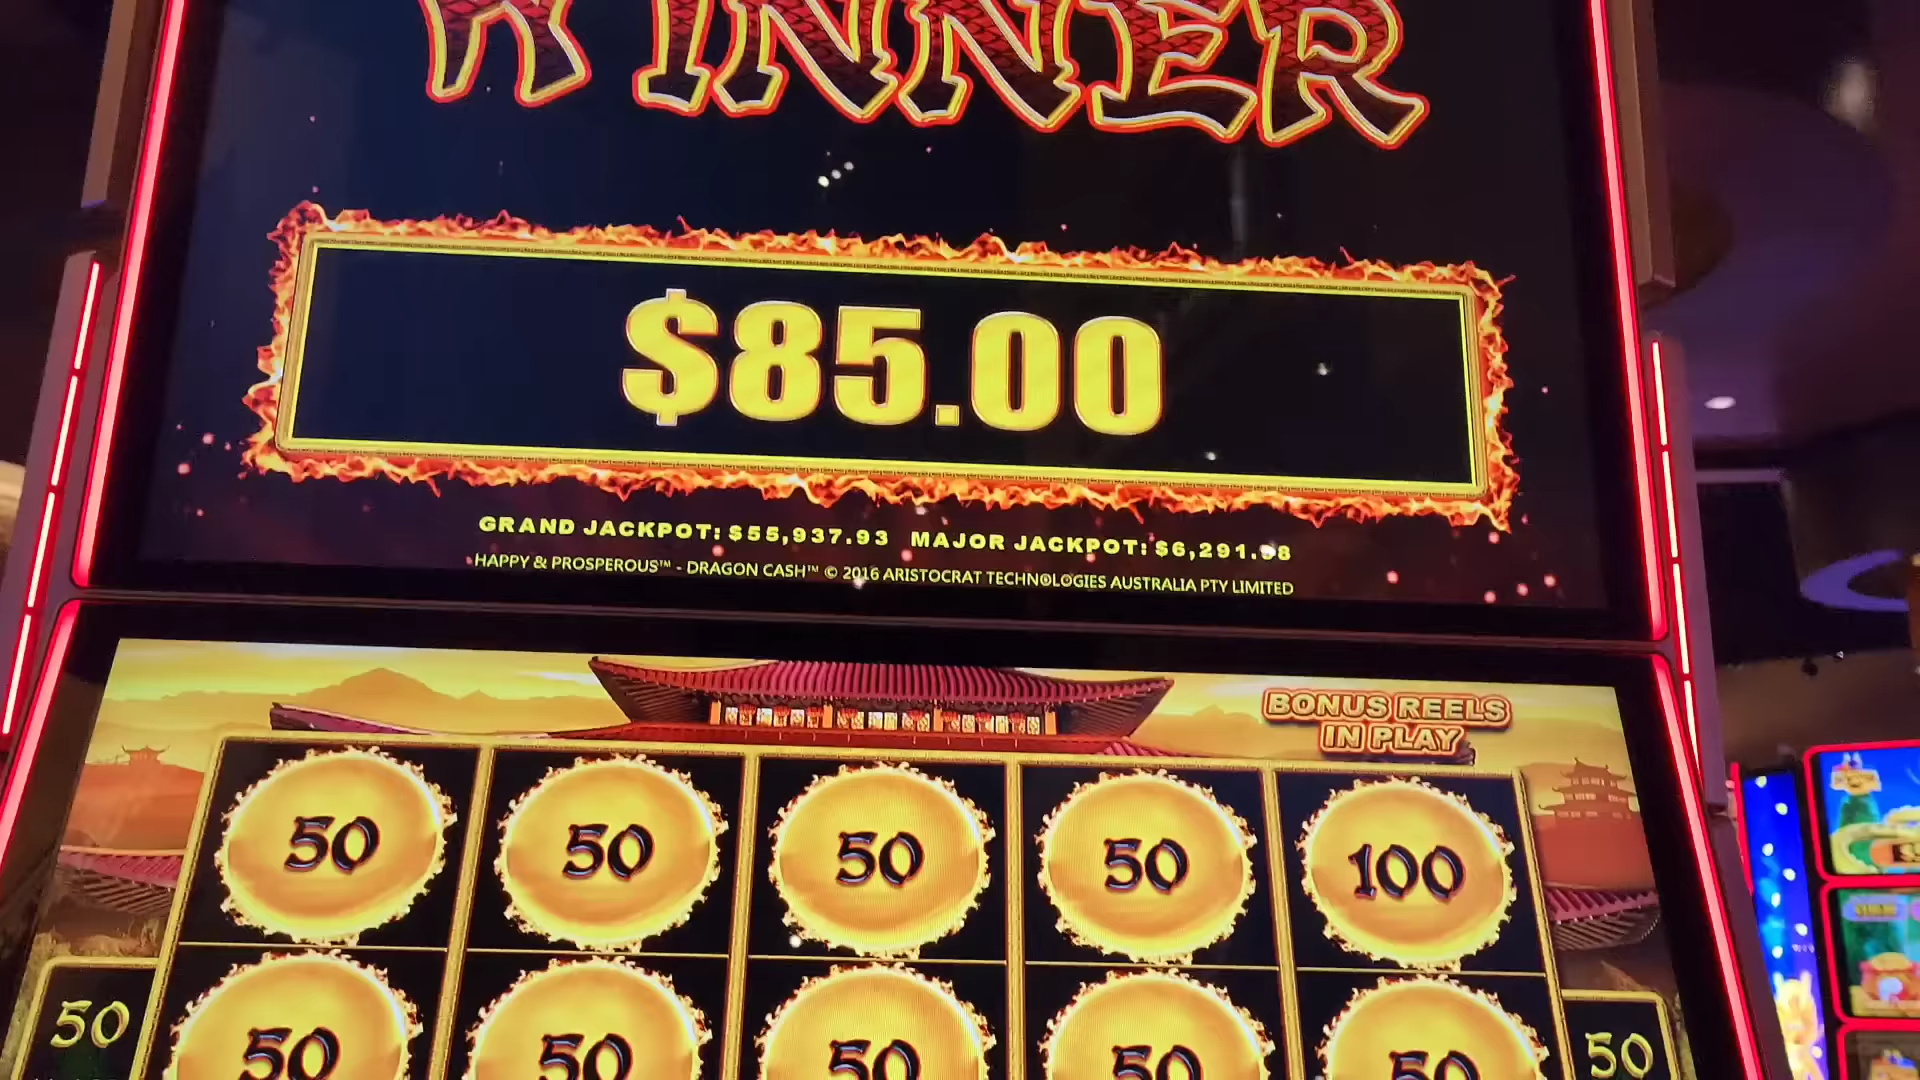 WINNER
$85.00
GRAND JACKPOT: $55,937.93 MAJOR JACKPOT: $6,291.98
HAPPY & PROSPEROUS™ - DRAGON CASH™ © 2016 ARISTOCRAT TECHNOLOGIES AUSTRALIA PTY LIMITED
BONUS REELS
IN PLAY
50 50 50 50 100
50 50 50 50 50 50 50